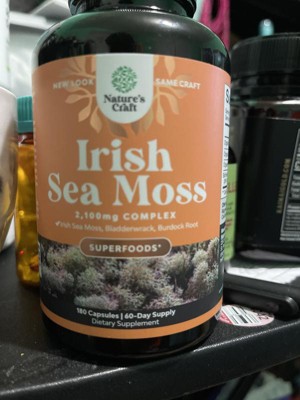 NEW LOOK SAME CRAFT
Nature's
Craft
Irish
Sea Moss
2,100mg COMPLEX
Irish Sea Moss, Bladderwrack, Burdock Root
SUPERFOODS*
180 Capsules | 60-Day Supply
Dietary Supplement